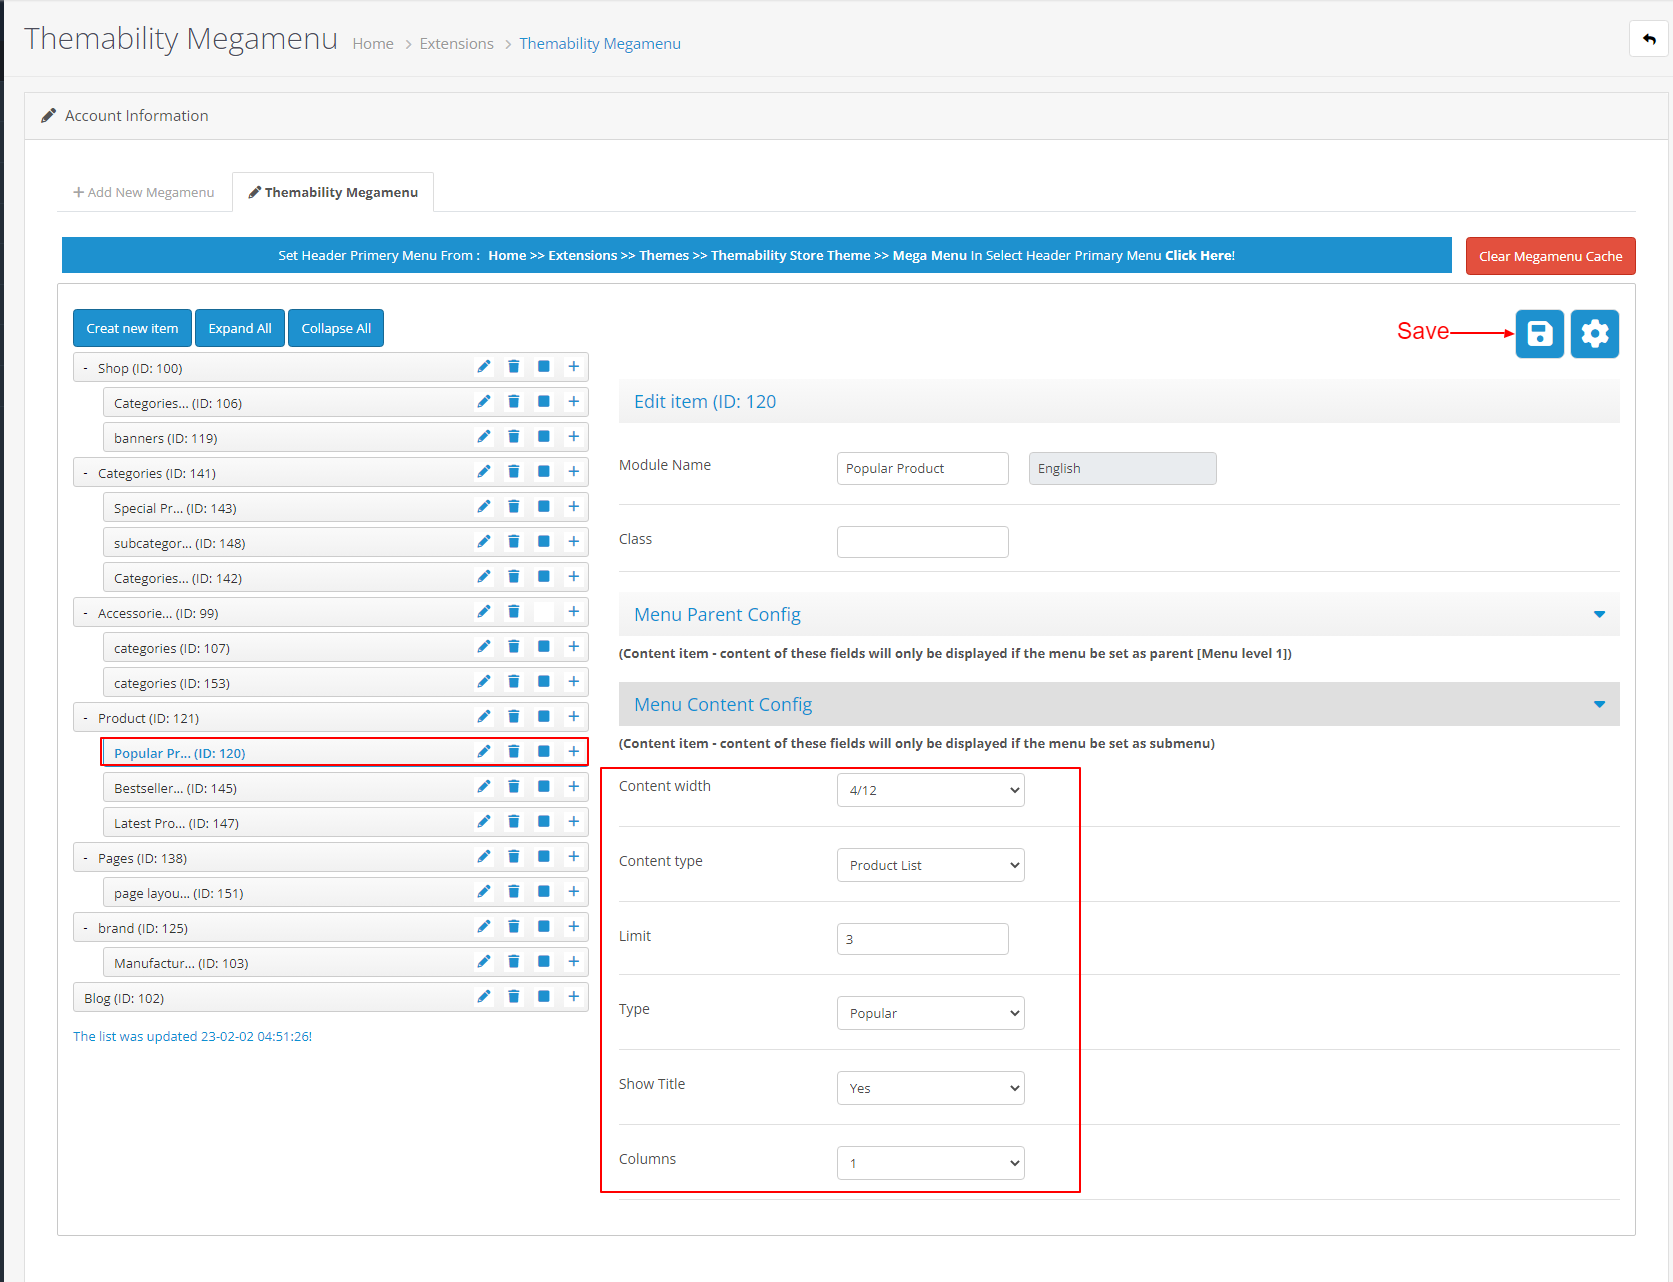 Themability Megamenu Home > Extensions > Themability Megamenu
Account Information
+ Add New Megamenu Themability Megamenu
Set Header Primery Menu From : Home >> Extensions >> Themes >> Themability Store Theme >> Mega Menu In Select Header Primary Menu Click Here!
Clear Megamenu Cache
Creat new item Expand All Collapse All
Save
- Shop (ID: 100)
Categories... (ID: 106)
banners (ID: 119)
- Categories (ID: 141)
Special Pr... (ID: 143)
subcategor... (ID: 148)
Categories... (ID: 142)
- Accessorie... (ID: 99)
categories (ID: 107)
categories (ID: 153)
- Product (ID: 121)
Popular Pr... (ID: 120)
Bestseller... (ID: 145)
Latest Pro... (ID: 147)
- Pages (ID: 138)
page layou... (ID: 151)
- brand (ID: 125)
Manufactur... (ID: 103)
Blog (ID: 102)
The list was updated 23-02-02 04:51:26!
Edit item (ID: 120
Module Name Popular Product English
Class
Menu Parent Config
(Content item - content of these fields will only be displayed if the menu be set as parent [Menu level 1])
Menu Content Config
(Content item - content of these fields will only be displayed if the menu be set as submenu)
Content width 4/12
Content type Product List
Limit 3
Type Popular
Show Title Yes
Columns 1